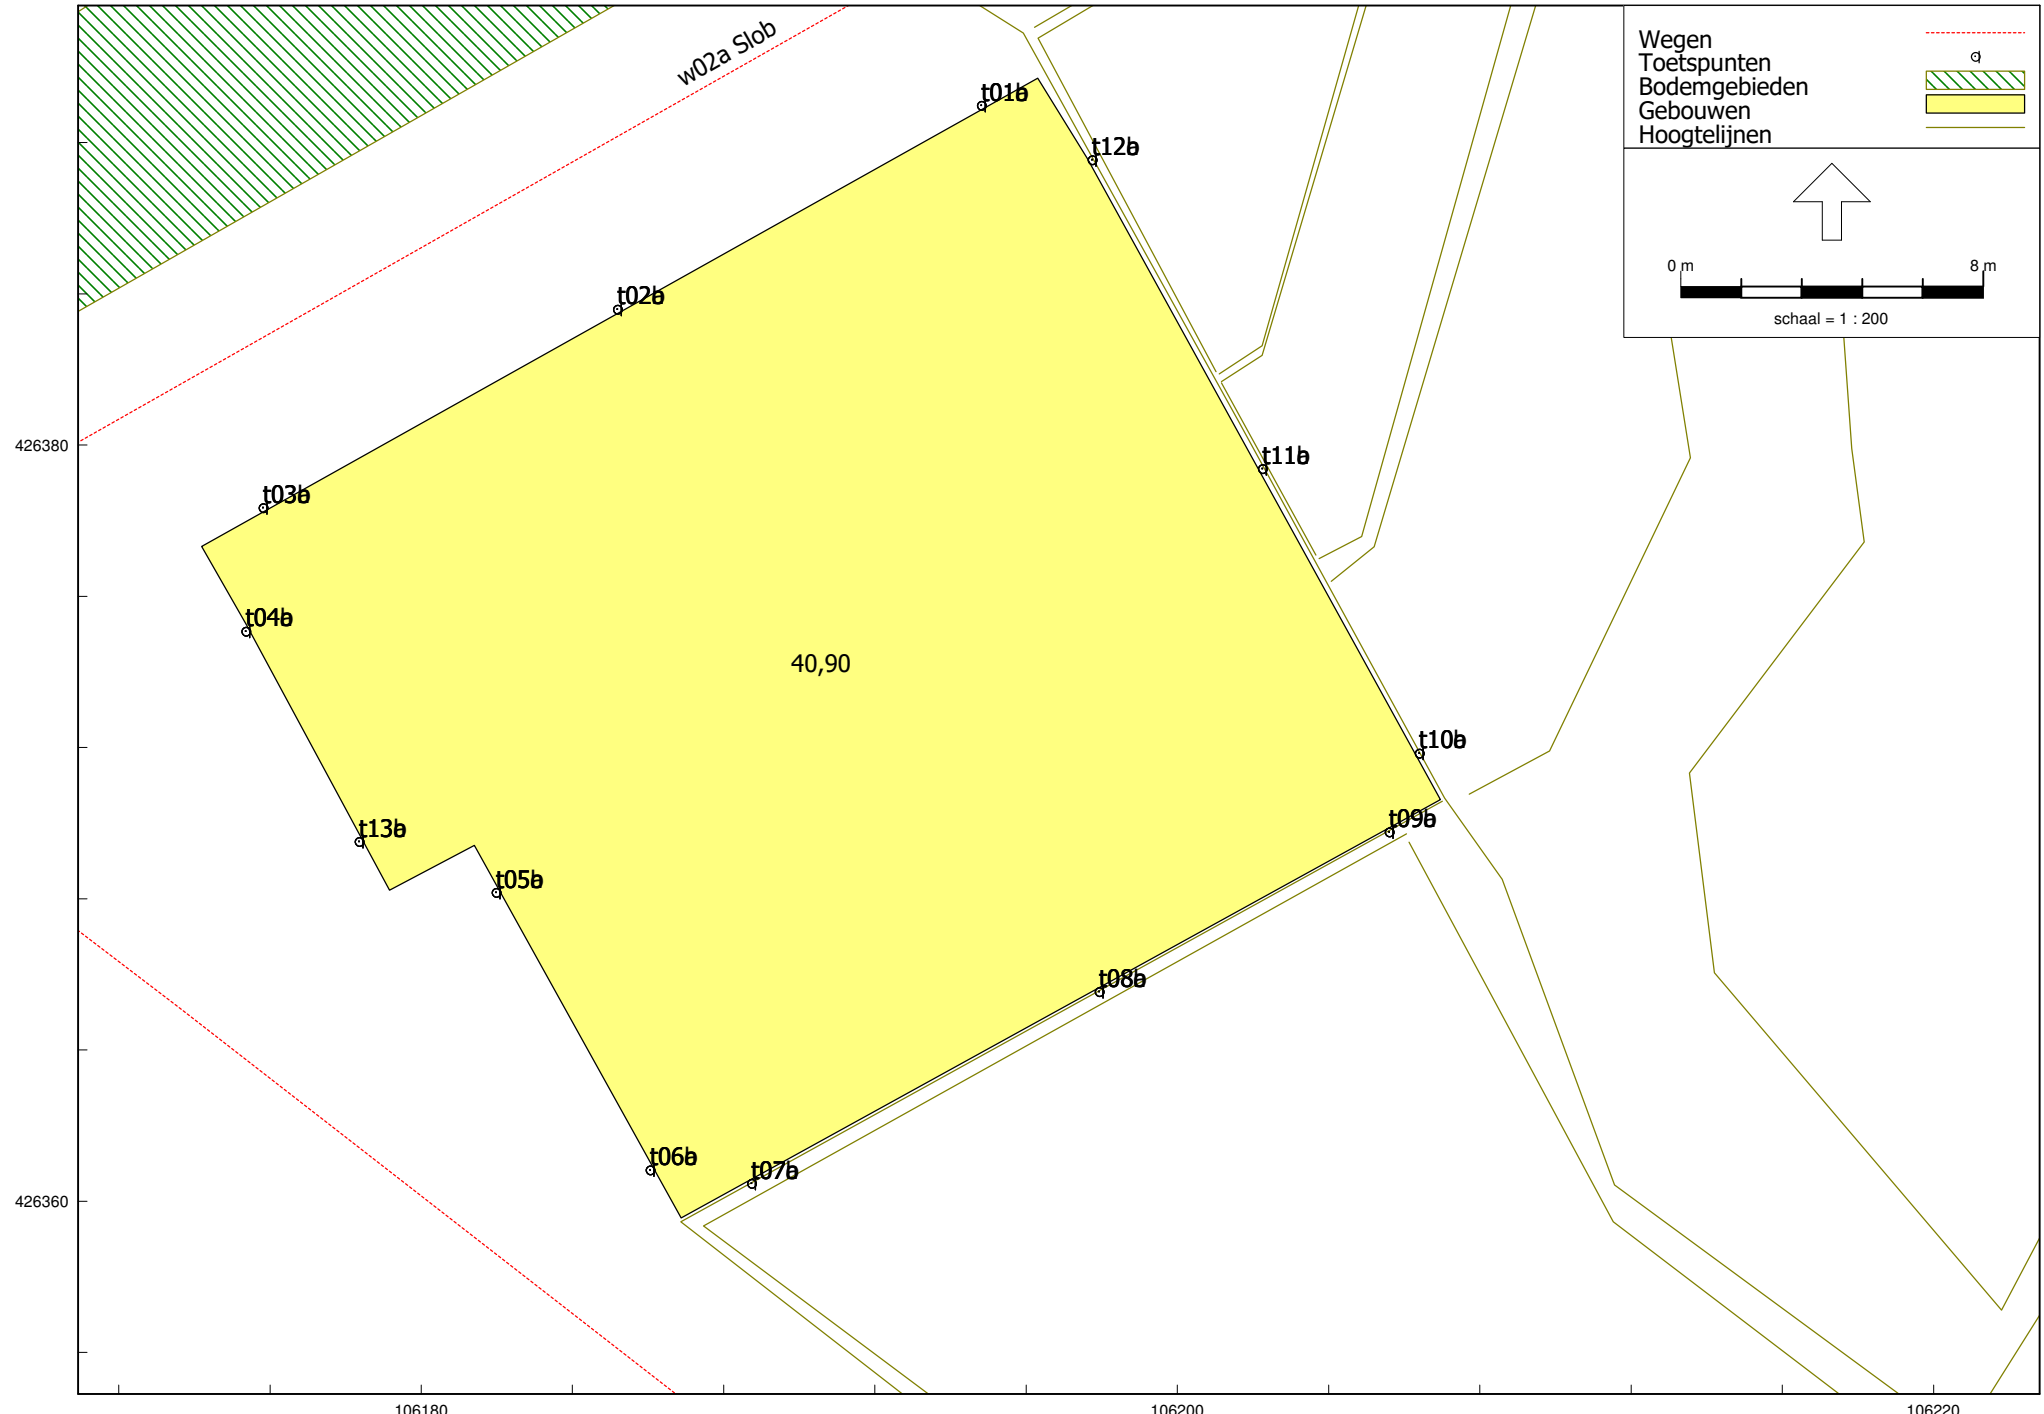 w02a Slob
Wegen
Toetspunten
Bodemgebieden
Gebouwen
Hoogtelijnen
0 m 8 m
schaal = 1 : 200
t01b
t12b
t02b
t11b
t03b
t04b
40,90
t10a
t13b
t09b
t05b
t08b
t06b
t07b
426380
426360
106180 106200 106220